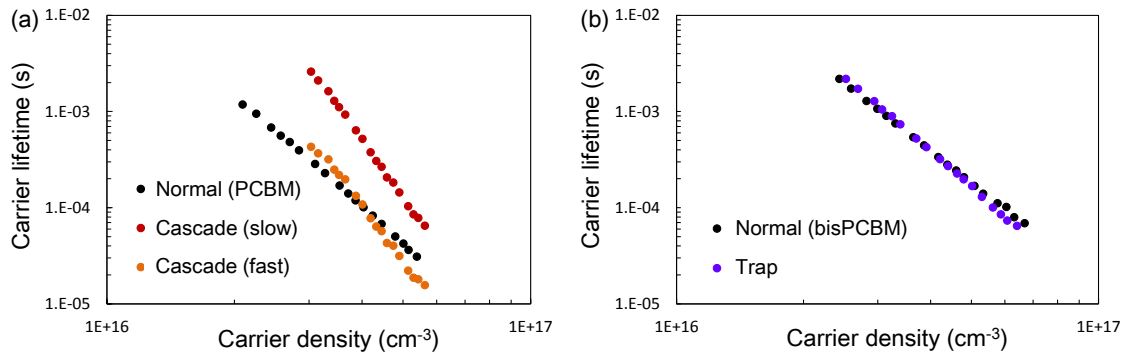 (a)
1.E-02
1.E-03
1.E-04
1.E-05
Carrier lifetime (s)
Normal (PCBM)
Cascade (slow)
Cascade (fast)
1E+16
1E+17
Carrier density (cm-3)
(b)
1.E-02
1.E-03
1.E-04
1.E-05
Carrier lifetime (s)
Normal (bisPCBM)
Trap
1E+16
1E+17
Carrier density (cm-3)